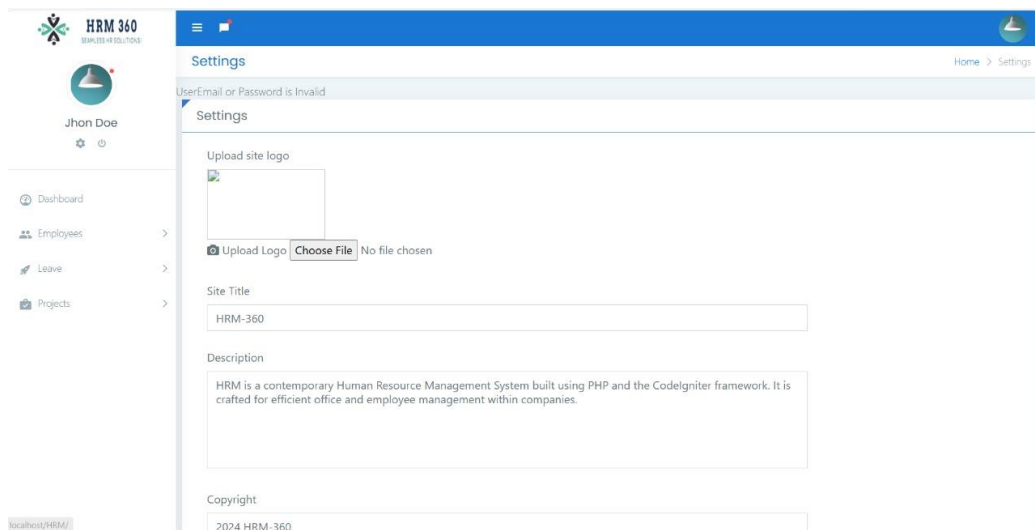 HRM 360
SEAMLESS HR SOLUTIONS
Jhon Doe
Dashboard
Employees
Leave
Projects
localhost/HRM/
Settings
Home > Settings
UserEmail or Password is Invalid
Settings
Upload site logo
Upload Logo Choose File No file chosen
Site Title
HRM-360
Description
HRM is a contemporary Human Resource Management System built using PHP and the CodeIgniter framework. It is
crafted for efficient office and employee management within companies.
Copyright
2024 HRM-360